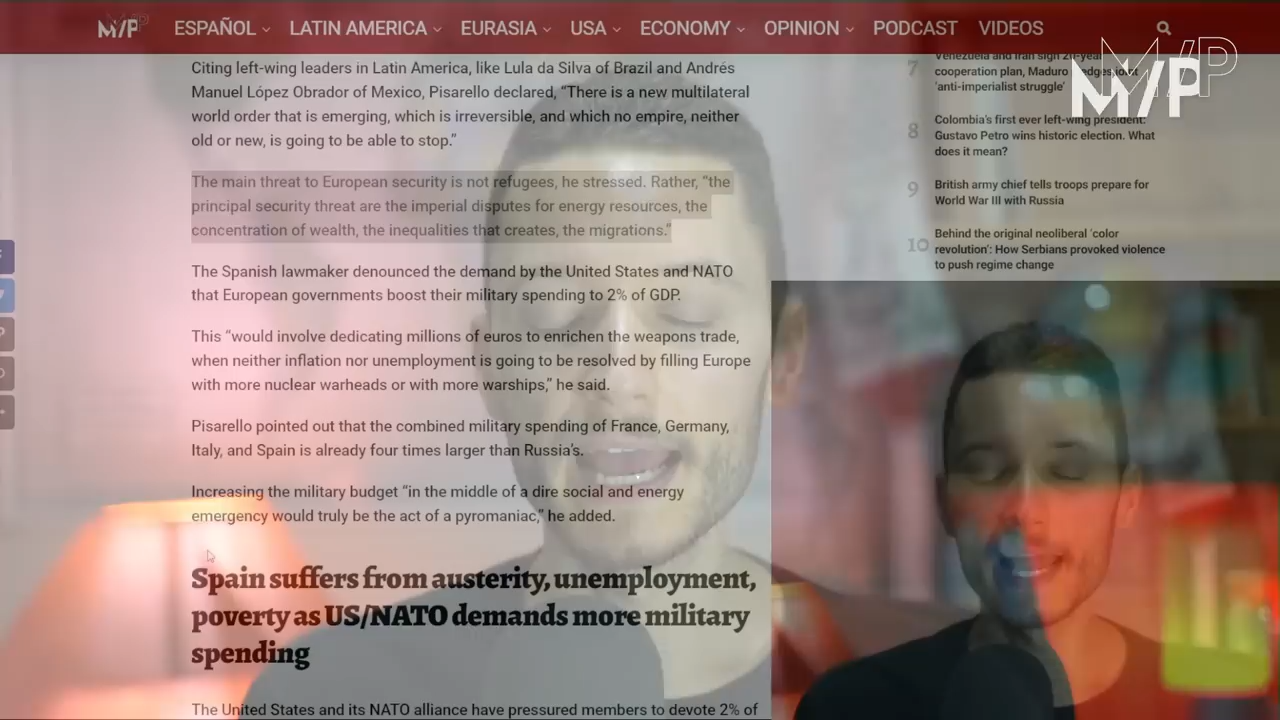 M/P
ESPAÑOL
LATIN AMERICA
EURASIA
USA
ECONOMY
OPINION
PODCAST
VIDEOS
M/P
Citing left-wing leaders in Latin America, like Lula da Silva of Brazil and Andrés
Manuel López Obrador of Mexico, Pisarello declared, “There is a new multilateral
world order that is emerging, which is irreversible, and which no empire, neither
old or new, is going to be able to stop.”
The main threat to European security is not refugees, he stressed. Rather, “the
principal security threat are the imperial disputes for energy resources, the
concentration of wealth, the inequalities that creates, the migrations.”
The Spanish lawmaker denounced the demand by the United States and NATO
that European governments boost their military spending to 2% of GDP.
This “would involve dedicating millions of euros to enrichen the weapons trade,
when neither inflation nor unemployment is going to be resolved by filling Europe
with more nuclear warheads or with more warships,” he said.
Pisarello pointed out that the combined military spending of France, Germany,
Italy, and Spain is already four times larger than Russia’s.
Increasing the military budget “in the middle of a dire social and energy
emergency would truly be the act of a pyromaniac,” he added.
Spain suffers from austerity, unemployment,
poverty as US/NATO demands more military
spending
The United States and its NATO alliance have pressured members to devote 2% of
7 Venezuela and Iran sign 20-year
cooperation plan, Maduro pledges joint
‘anti-imperialist struggle’
8 Colombia’s first ever left-wing president:
Gustavo Petro wins historic election. What
does it mean?
9 British army chief tells troops prepare for
World War III with Russia
10 Behind the original neoliberal ‘color
revolution’: How Serbians provoked violence
to push regime change